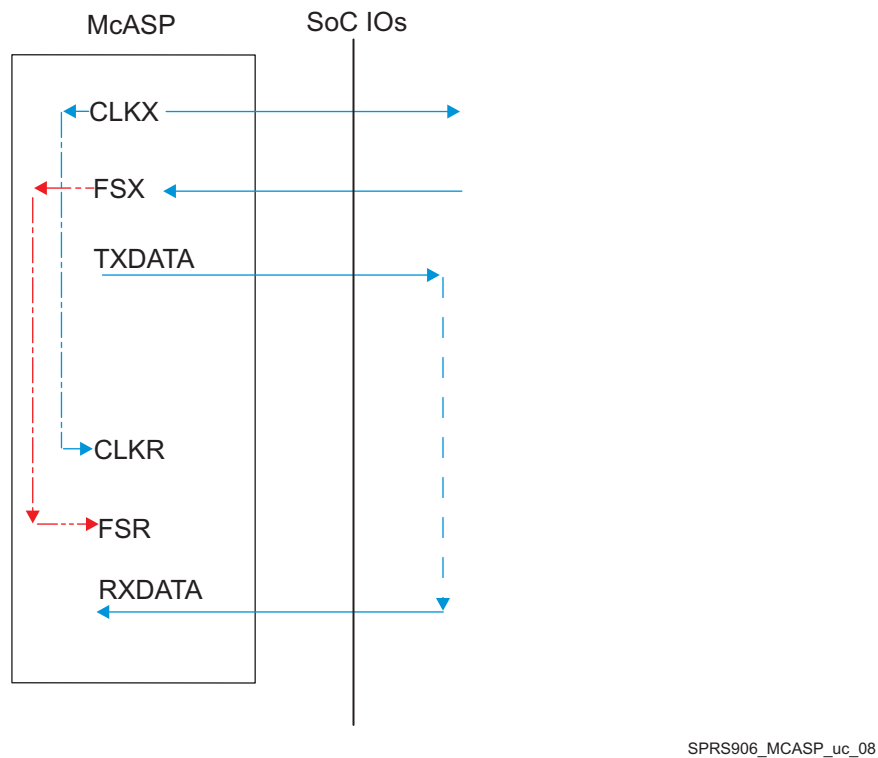 McASP
SoC IOs
CLKX
FSX
TXDATA
CLKR
FSR
RXDATA
SPRS906_MCASP_uc_08